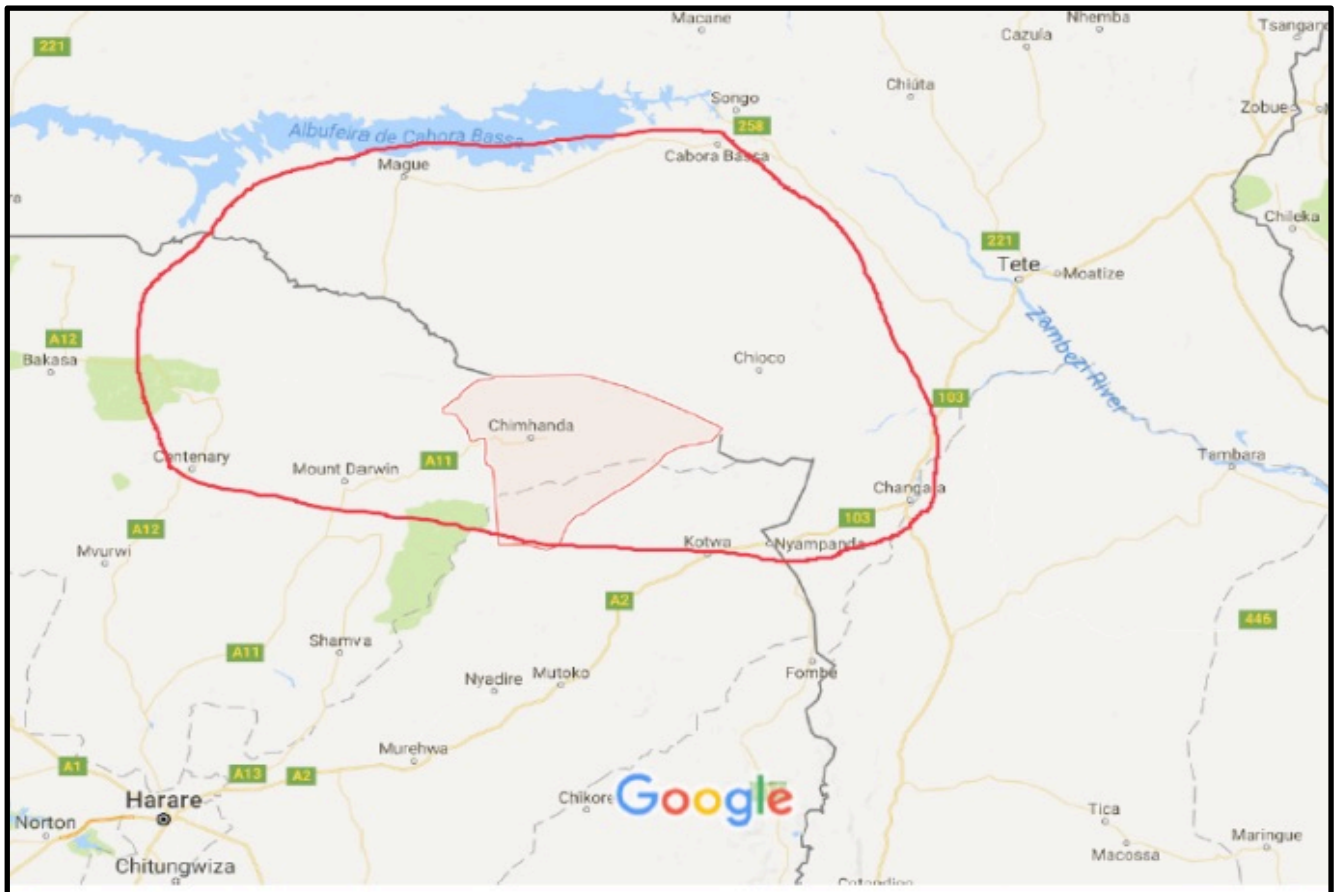 Macane
Nhemba
Tsangan
Cazula
221
Chiúta
Songo
Zobue
258
Albufeira de Cahora Bassa
Cabora Bassa
Mague
Chileka
221
Tete
Moatize
Zambezi River
A12
Bakasa
Chioco
103
Chimhanda
Centenary
Mount Darwin
A11
Tambara
Changara
103
A12
Mvurwi
Kotwa
Nyampanda
A2
446
A11
Shamva
Nyadire
Mutoko
Fombe
Murehwa
A1
A13
A2
Harare
Chikore
Google
Norton
Tica
Maringue
Macossa
Chitungwiza